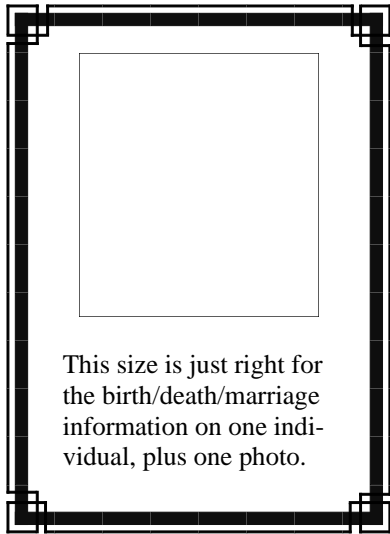 This size is just right for
the birth/death/marriage
information on one indi-
vidual, plus one photo.